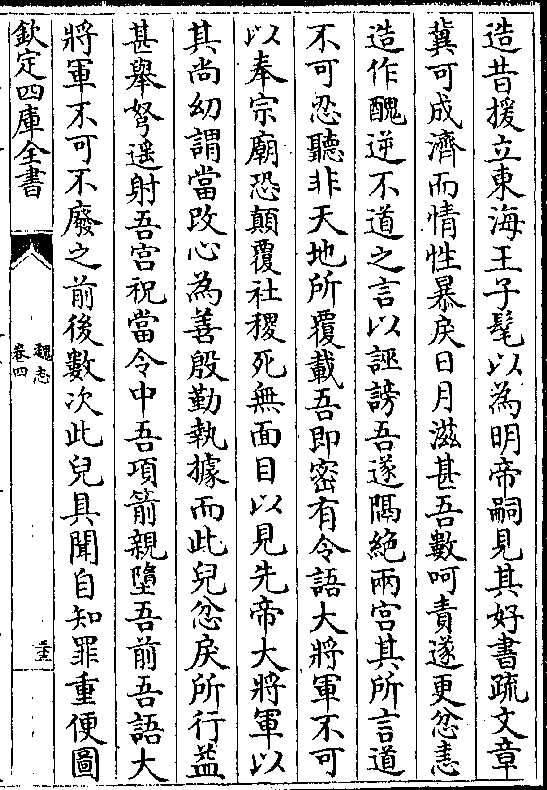 造昔援立東海王子髦以為明帝嗣見其好書疏文章
冀可成濟而情性暴戾日月滋甚吾數呵責遂更忿恚
造作醜逆不道之言以誣謗吾遂隔絶兩宫其所言道
不可忍聽非天地所覆載吾即密有令語大將軍不可
以奉宗廟恐顛覆社稷死無面目以見先帝大將軍以
其尚幼謂當改心為善殷勤執據而此兒忿戾所行益
甚舉弩遥射吾宫祝當令中吾項箭親墮吾前吾語大
將軍不可不廢之前後數次此兒具聞自知罪重便圖
欽定四庫全書
魏志
卷四